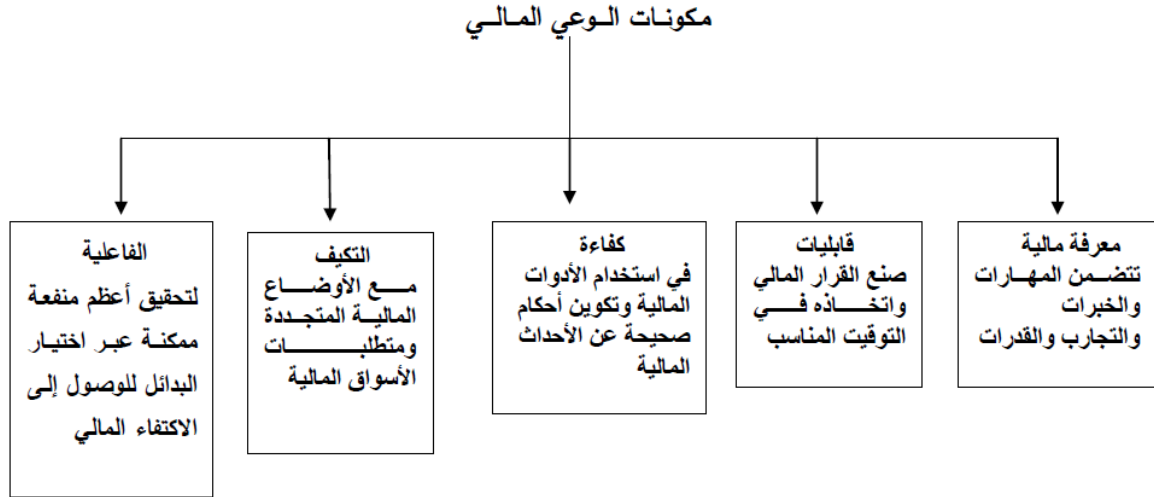 مكونات الوعي المالي
معرفة مالية
تتضمن المهارات
والخبرات
والتجارب والقدرات
قابليات
صنع القرار المالي
واتخاذه في
التوقيت المناسب
كفاءة
في استخدام الأدوات
المالية وتكوين أحكام
صحيحة عن الأحداث
المالية
التكيف
مع الأوضاع
المالية المتجددة
ومتطلبات
الأسواق المالية
الفاعلية
لتحقيق أعظم منفعة
ممكنة عبر اختيار
البدائل للوصول إلى
الاكتفاء المالي